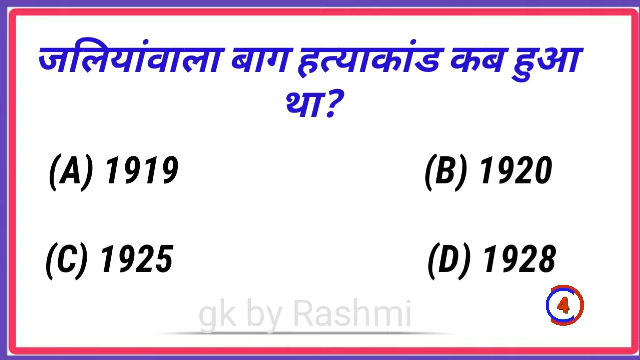 जलियांवाला बाग हत्याकांड कब हुआ
था?
(A) 1919 (B) 1920
(C) 1925 (D) 1928
4
gk by Rashmi